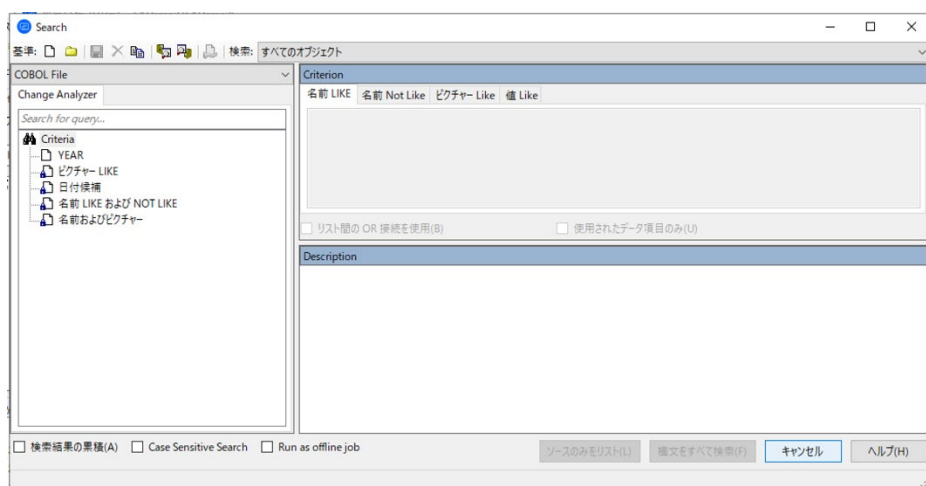 Search
基準: 検索: すべてのオブジェクト
COBOL File
Criterion
Change Analyzer
名前 LIKE 名前 Not Like ピクチャー Like 値 Like
Search for query...
Criteria
YEAR
ピクチャー LIKE
日付候補
名前 LIKE および NOT LIKE
名前およびピクチャー
リスト間の OR 接続を使用(B) 使用されたデータ項目のみ(U)
Description
検索結果の累積(A) Case Sensitive Search Run as offline job
ソースのみをリスト(L) 構文をすべて検索(F) キャンセル ヘルプ(H)